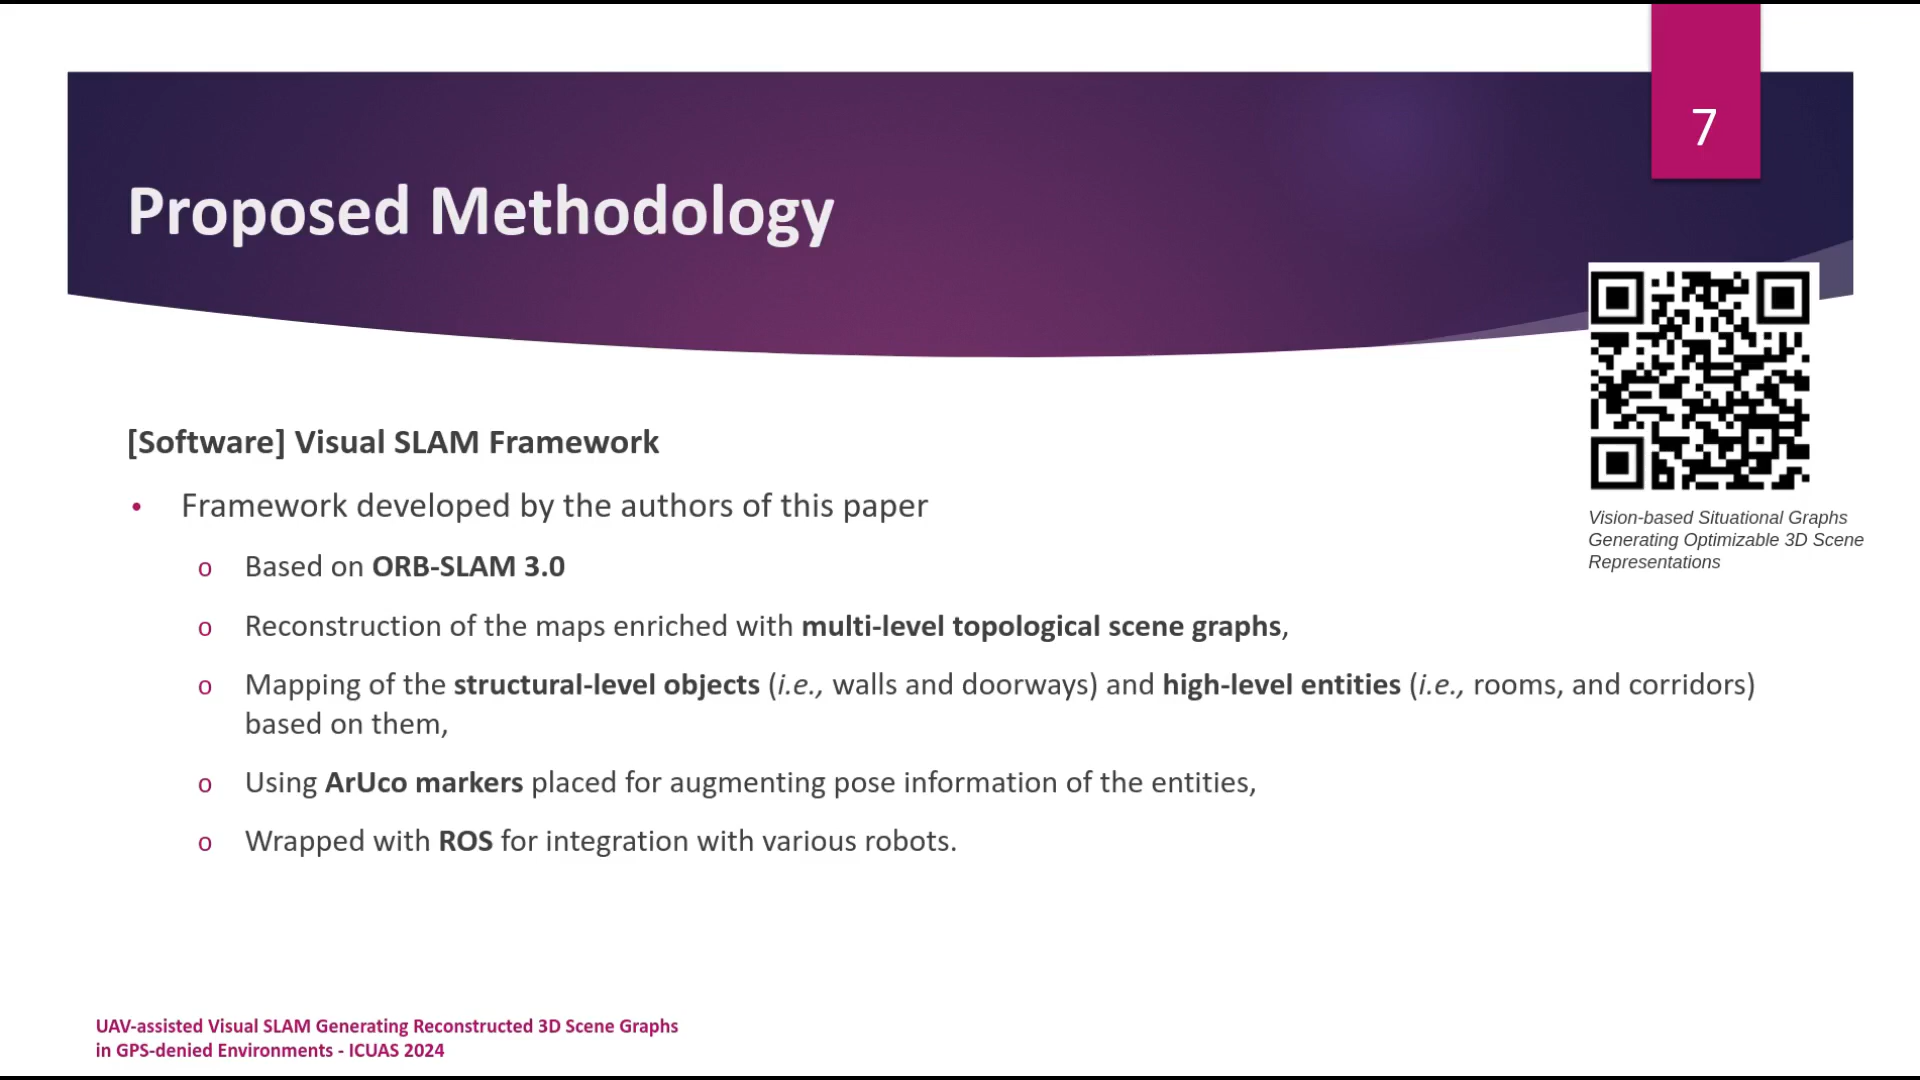 7
Proposed Methodology
[Software] Visual SLAM Framework
• Framework developed by the authors of this paper
o Based on ORB-SLAM 3.0
o Reconstruction of the maps enriched with multi-level topological scene graphs,
o Mapping of the structural-level objects (i.e., walls and doorways) and high-level entities (i.e., rooms, and corridors)
based on them,
o Using ArUco markers placed for augmenting pose information of the entities,
o Wrapped with ROS for integration with various robots.
Vision-based Situational Graphs
Generating Optimizable 3D Scene
Representations
UAV-assisted Visual SLAM Generating Reconstructed 3D Scene Graphs
in GPS-denied Environments - ICUAS 2024